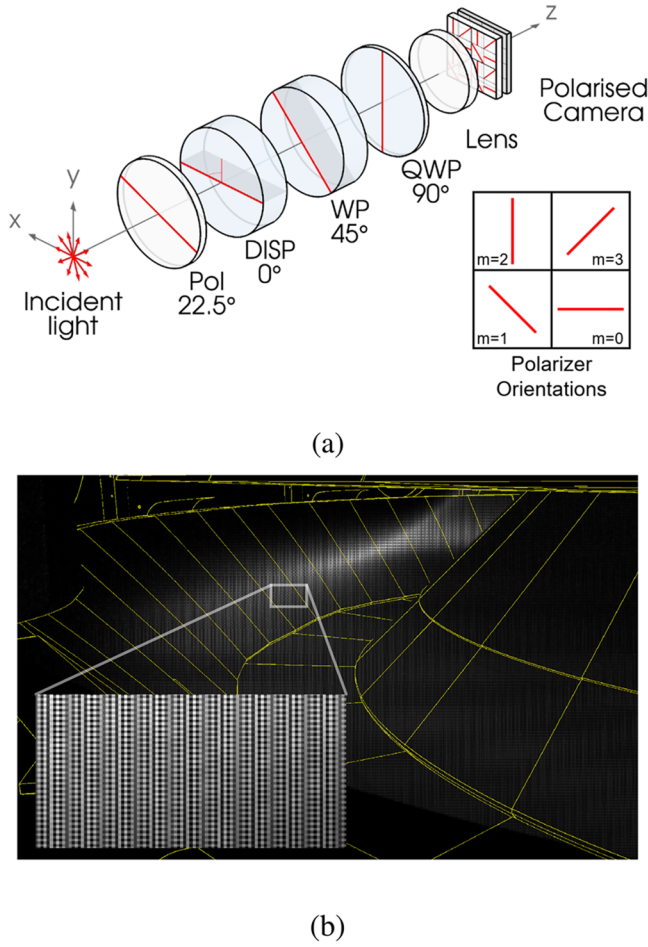 z
y
x
Polarised
Camera
Lens
QWP
90°
WP
45°
DISP
0°
Pol
22.5°
Incident
light
m=2
m=3
m=1
m=0
Polarizer
Orientations
(a)
(b)